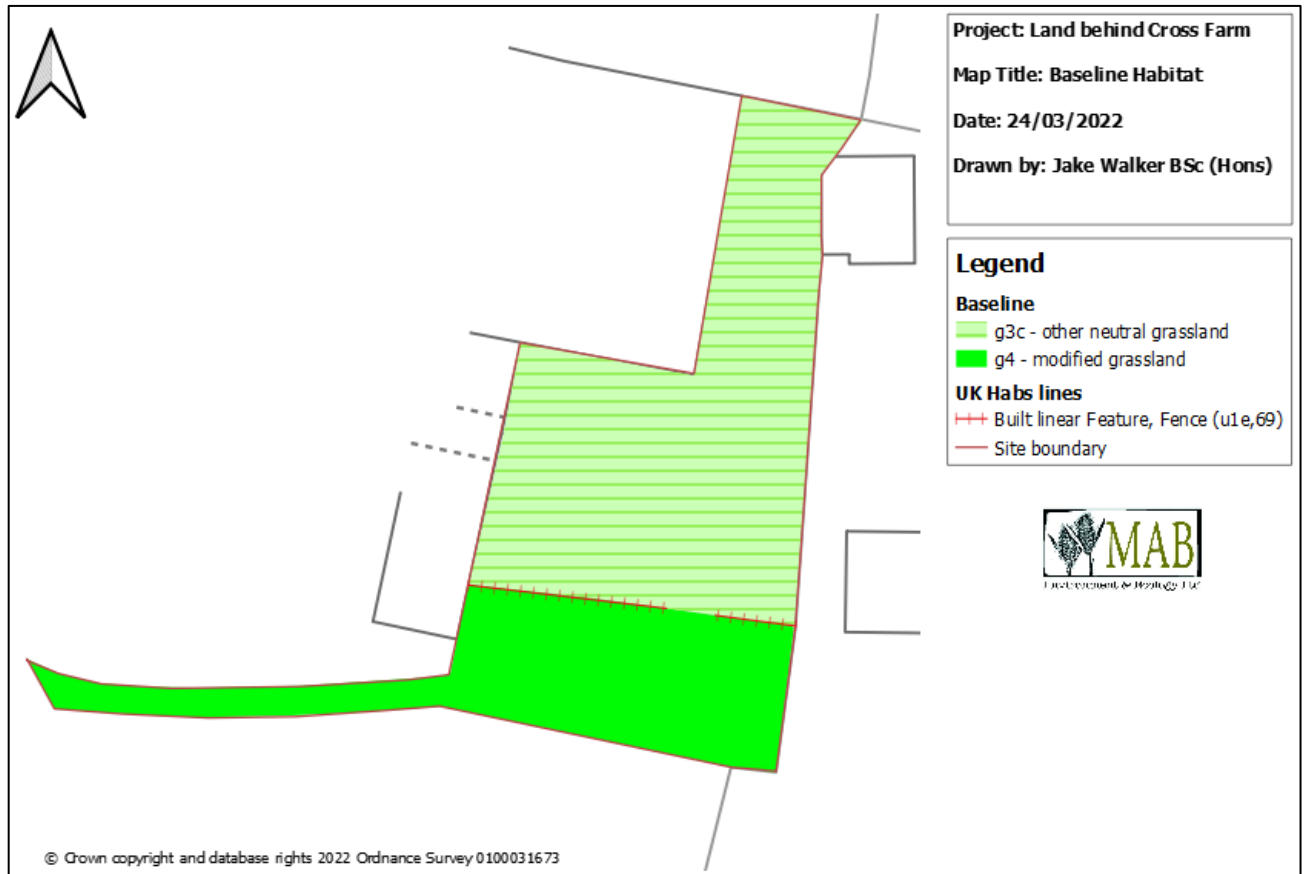 Project: Land behind Cross Farm
Map Title: Baseline Habitat
Date: 24/03/2022
Drawn by: Jake Walker BSc (Hons)
Legend
Baseline
g3c - other neutral grassland
g4 - modified grassland
UK Habs lines
Built linear Feature, Fence (u1e,69)
Site boundary
MAB
© Crown copyright and database rights 2022 Ordnance Survey 0100031673